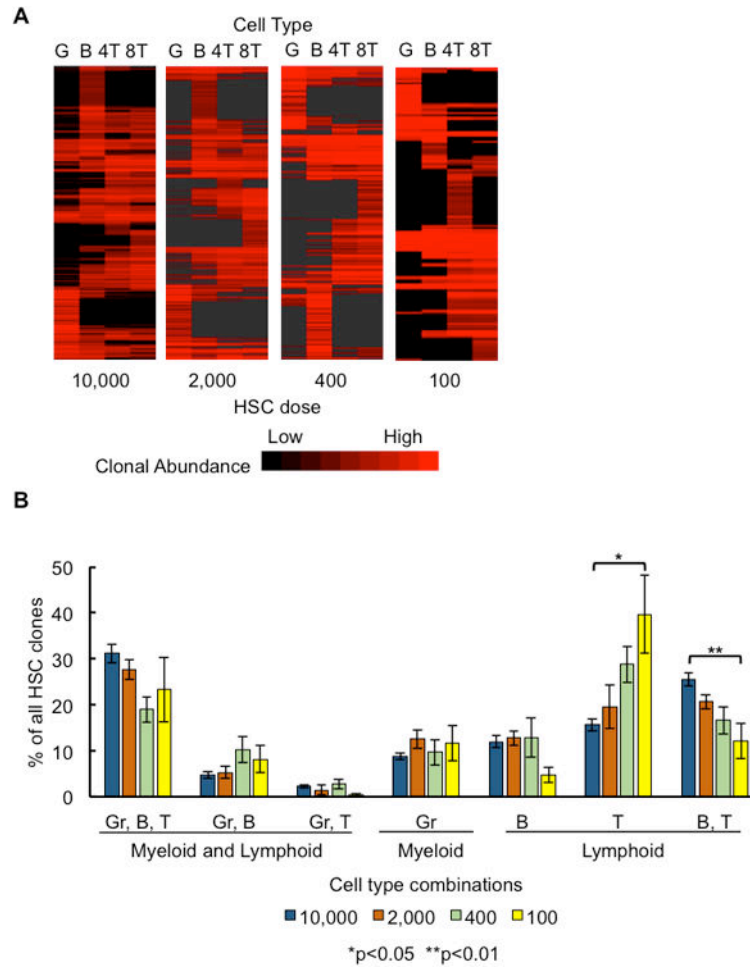 A
Cell Type
G B 4T 8T G B 4T 8T G B 4T 8T G B 4T 8T
10,000 2,000 400 100
HSC dose
Low High
Clonal Abundance
B
% of all HSC clones
50
40
30
20
10
0
*
**
Gr, B, T Gr, B Gr, T Gr B T B, T
Myeloid and Lymphoid Myeloid Lymphoid
Cell type combinations
10,000 2,000 400 100
*p<0.05 **p<0.01